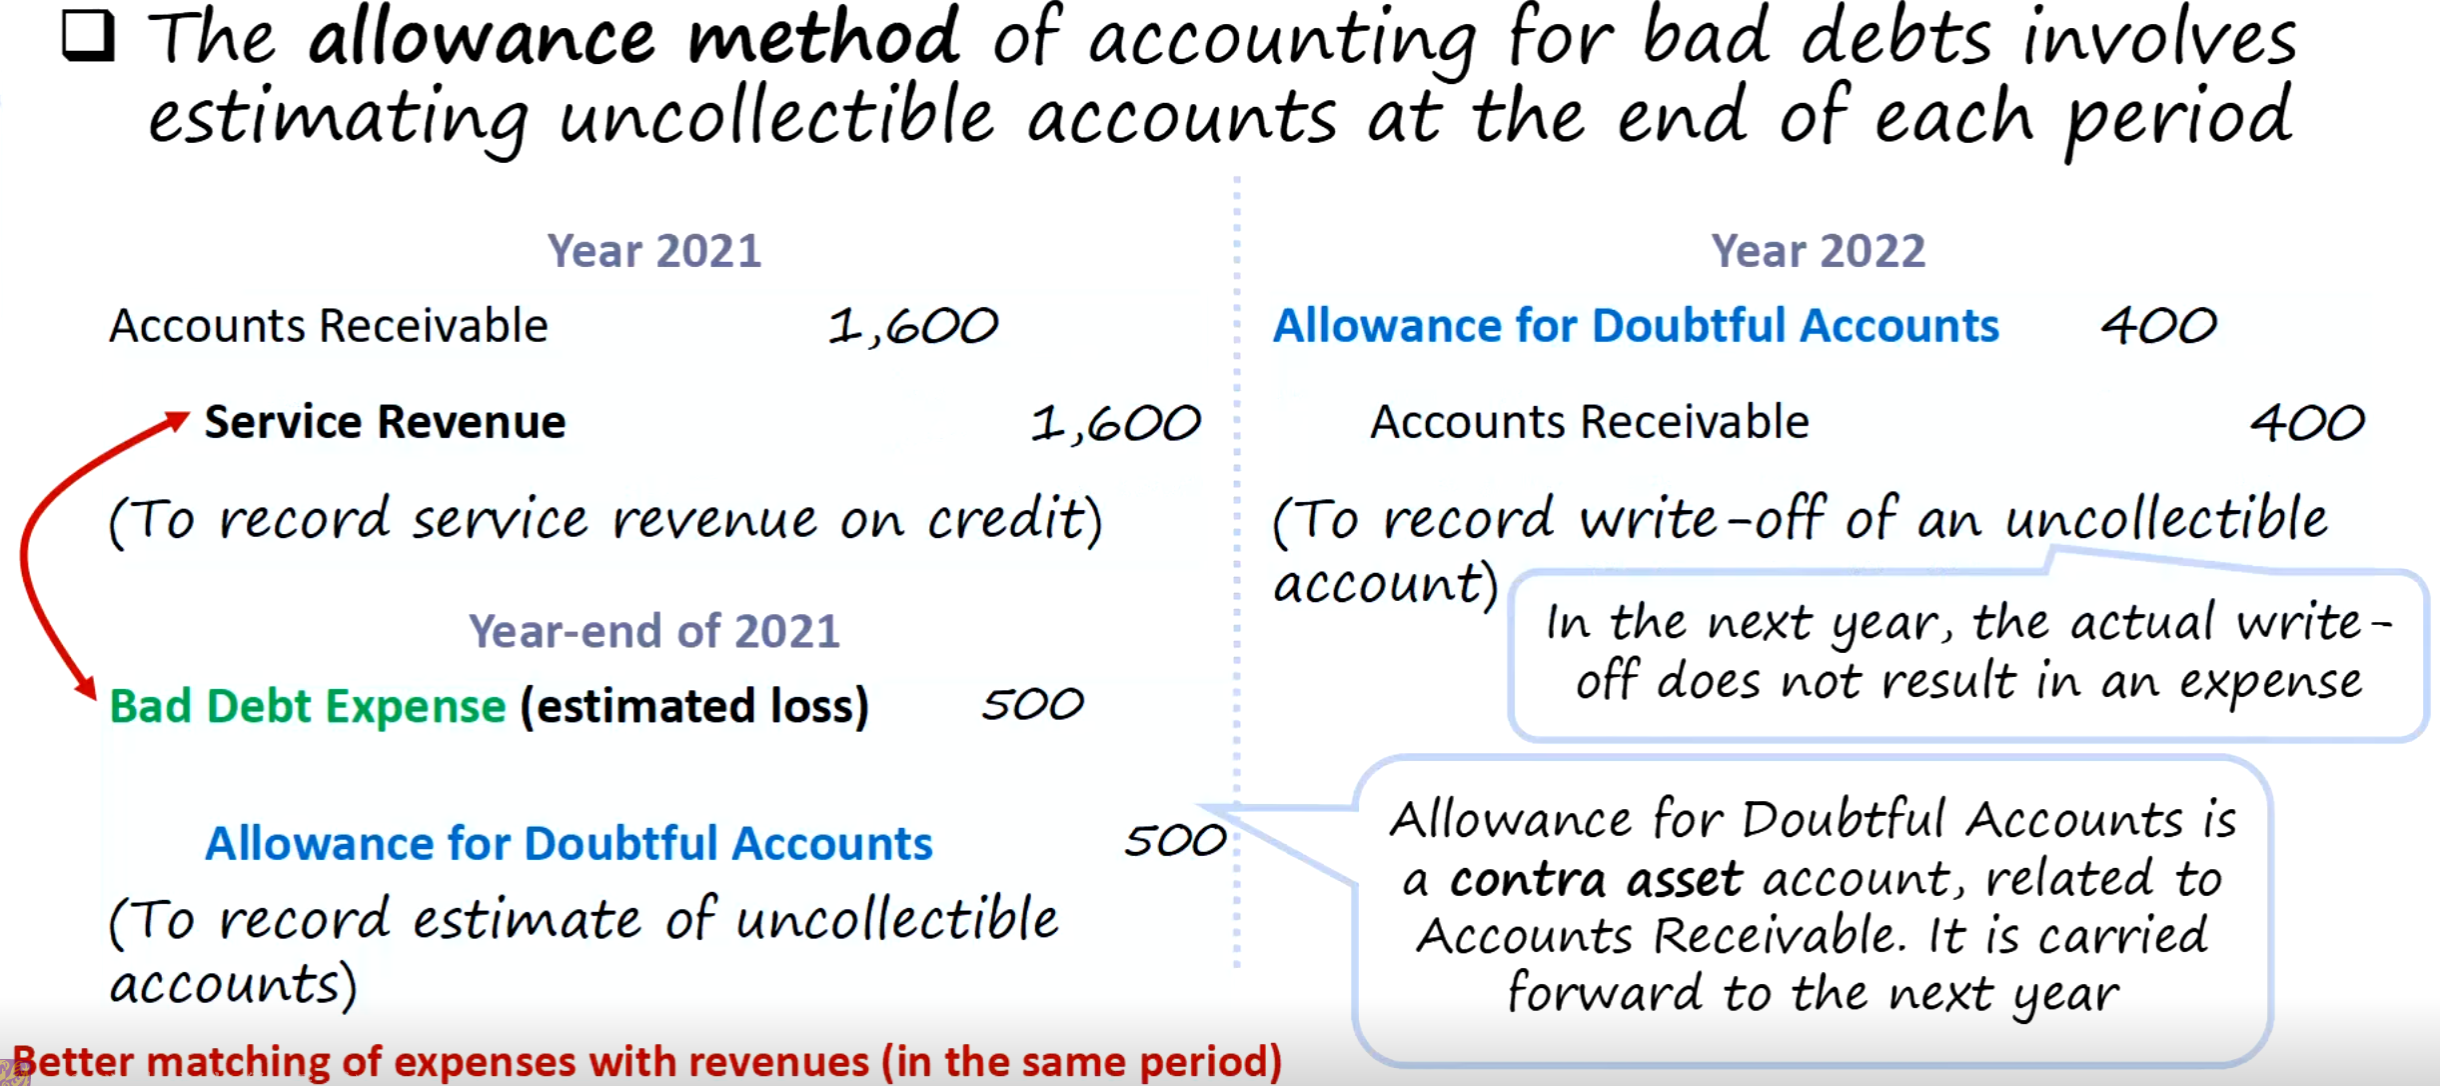 The allowance method of accounting for bad debts involves
estimating uncollectible accounts at the end of each period
Year 2021
Accounts Receivable 1,600
Service Revenue 1,600
(To record service revenue on credit)
Year-end of 2021
Bad Debt Expense (estimated loss) 500
Allowance for Doubtful Accounts 500
(To record estimate of uncollectible
accounts)
Better matching of expenses with revenues (in the same period)
Year 2022
Allowance for Doubtful Accounts 400
Accounts Receivable 400
(To record write-off of an uncollectible
account)
In the next year, the actual write-
off does not result in an expense
Allowance for Doubtful Accounts is
a contra asset account, related to
Accounts Receivable. It is carried
forward to the next year